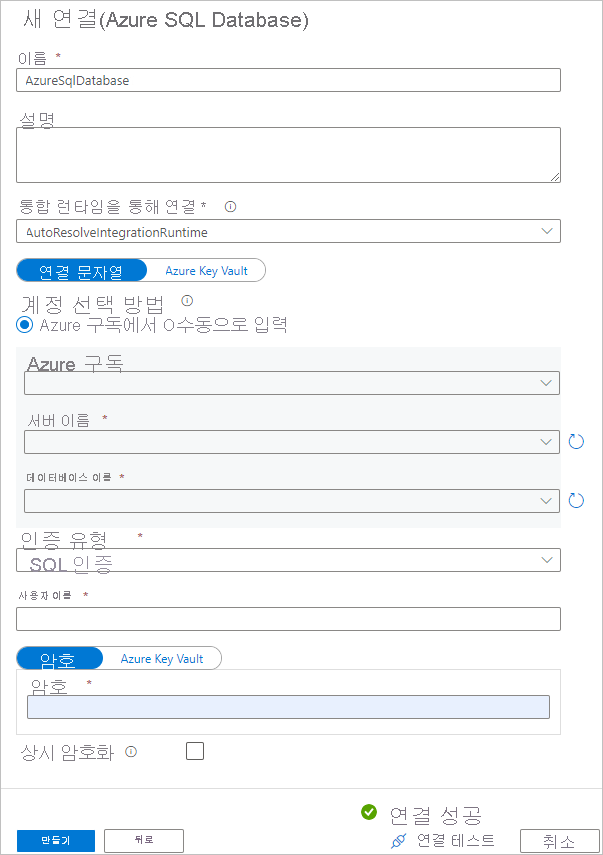 새 연결(Azure SQL Database)
이름 *
AzureSqlDatabase
설명
통합 런타임을 통해 연결 *
AutoResolveIntegrationRuntime
연결 문자열 Azure Key Vault
계정 선택 방법
Azure 구독에서 O수동으로 입력
Azure 구독
서버 이름 *
데이터베이스 이름 *
인증 유형 *
SQL 인증
사용자 이름 *
암호 Azure Key Vault
암호 *
상시 암호화
연결 성공
만들기 뒤로 연결 테스트 취소